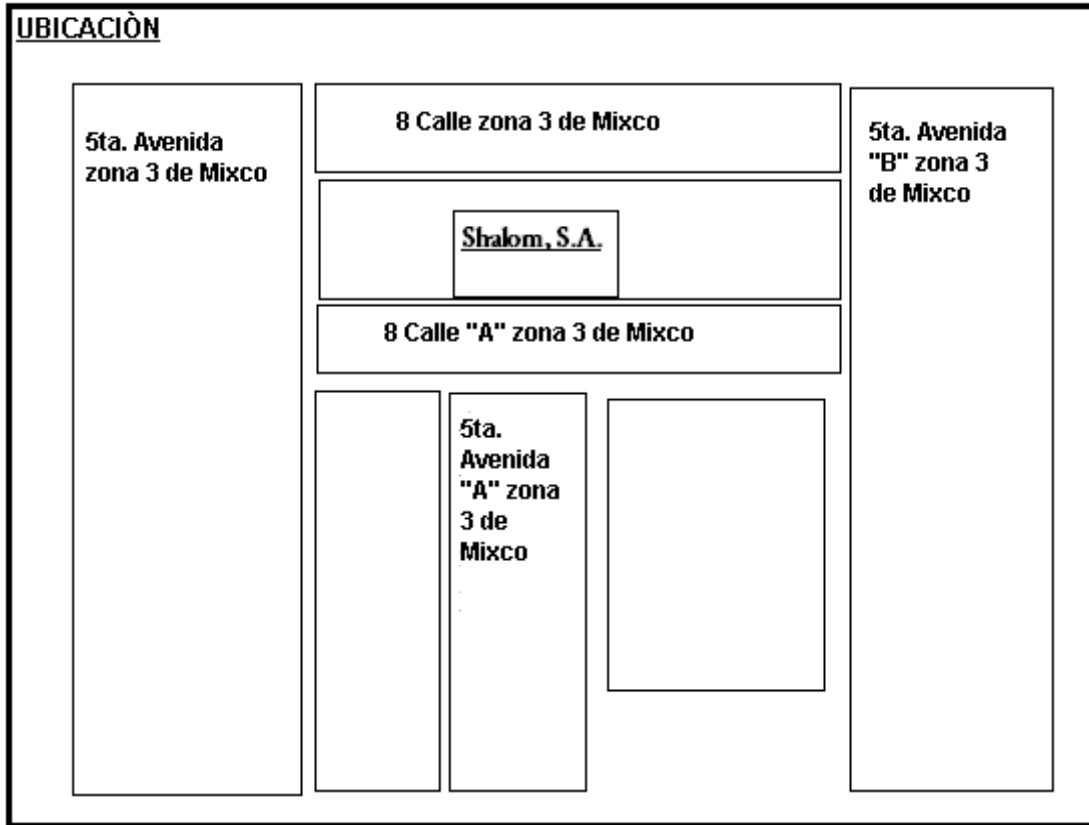 UBICACIÒN
5ta. Avenida
zona 3 de Mixco
8 Calle zona 3 de Mixco
5ta. Avenida
"B" zona 3
de Mixco
Shalom, S.A.
8 Calle "A" zona 3 de Mixco
5ta.
Avenida
"A" zona
3 de
Mixco